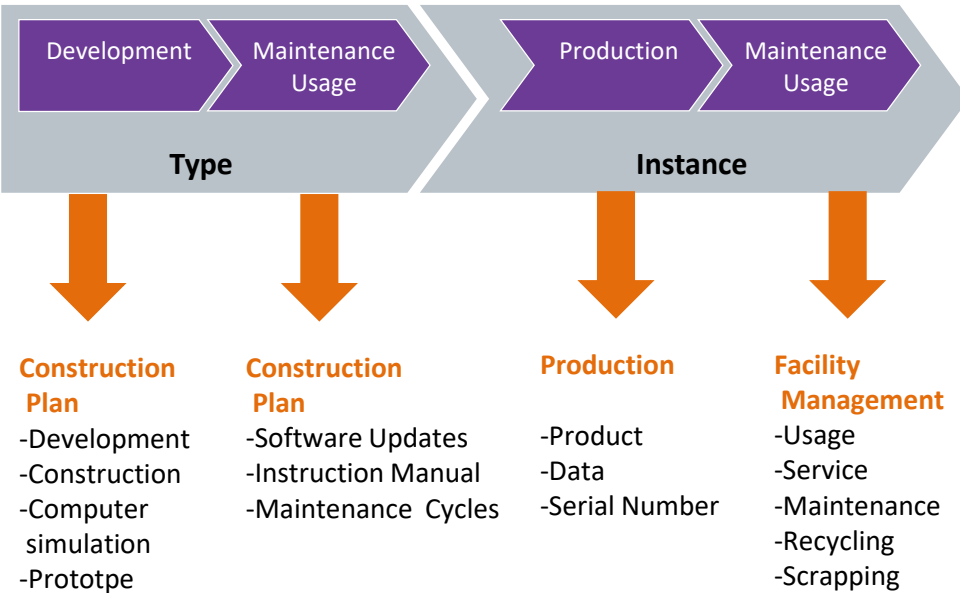 Development
Maintenance
Usage
Production
Maintenance
Usage
Type
Instance
Construction
Plan
-Development
-Construction
-Computer
simulation
-Prototpe
Construction
Plan
-Software Updates
-Instruction Manual
-Maintenance Cycles
Production
-Product
-Data
-Serial Number
Facility
Management
-Usage
-Service
-Maintenance
-Recycling
-Scrapping